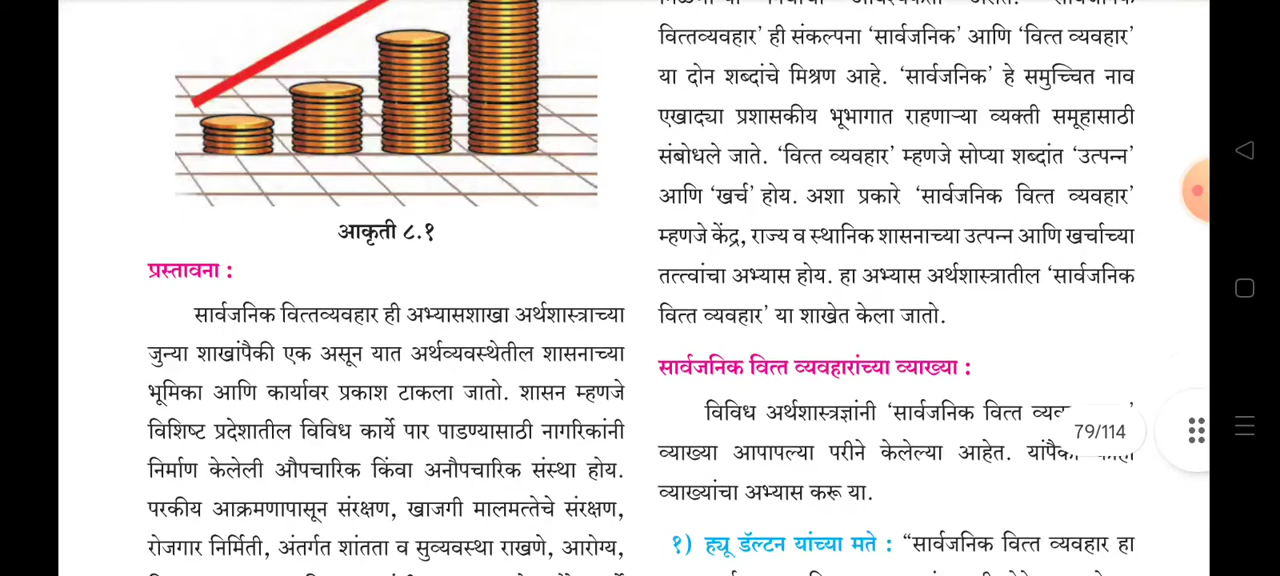 आकृती ८.१
प्रस्तावना :
सार्वजनिक वित्तव्यवहार ही अभ्यासशाखा अर्थशास्त्राच्या
जुन्या शाखांपैकी एक असून यात अर्थव्यवस्थेतील शासनाच्या
भूमिका आणि कार्यावर प्रकाश टाकला जातो. शासन म्हणजे
विशिष्ट प्रदेशातील विविध कार्ये पार पाडण्यासाठी नागरिकांनी
निर्माण केलेली औपचारिक किंवा अनौपचारिक संस्था होय.
परकीय आक्रमणापासून संरक्षण, खाजगी मालमत्तेचे संरक्षण,
रोजगार निर्मिती, अंतर्गत शांतता व सुव्यवस्था राखणे, आरोग्य,
वित्तव्यवहार’ ही संकल्पना ‘सार्वजनिक’ आणि ‘वित्त व्यवहार’
या दोन शब्दांचे मिश्रण आहे. ‘सार्वजनिक’ हे समुच्चित नाव
एखाद्या प्रशासकीय भूभागात राहणाऱ्या व्यक्ती समूहासाठी
संबोधले जाते. ‘वित्त व्यवहार’ म्हणजे सोप्या शब्दांत ‘उत्पन्न’
आणि ‘खर्च’ होय. अशा प्रकारे ‘सार्वजनिक वित्त व्यवहार’
म्हणजे केंद्र, राज्य व स्थानिक शासनाच्या उत्पन्न आणि खर्चाच्या
तत्त्वांचा अभ्यास होय. हा अभ्यास अर्थशास्त्रातील ‘सार्वजनिक
वित्त व्यवहार’ या शाखेत केला जातो.
सार्वजनिक वित्त व्यवहारांच्या व्याख्या :
विविध अर्थशास्त्रज्ञांनी ‘सार्वजनिक वित्त
व्याख्या आपापल्या परीने केलेल्या आहेत.
व्याख्यांचा अभ्यास करू या.
१) ह्यू डॅल्टन यांच्या मते : “सार्वजनिक वित्त व्यवहार हा
79/114